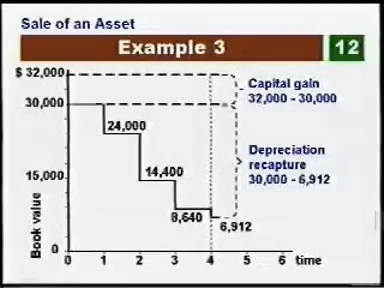 Sale of an Asset
Example 3
12
$ 32,000
Capital gain
32,000 - 30,000
30,000
24,000
Depreciation
recapture
30,000 - 6,912
15,000
14,400
8,640
6,912
Book value
0
0 1 2 3 4 5 6 time